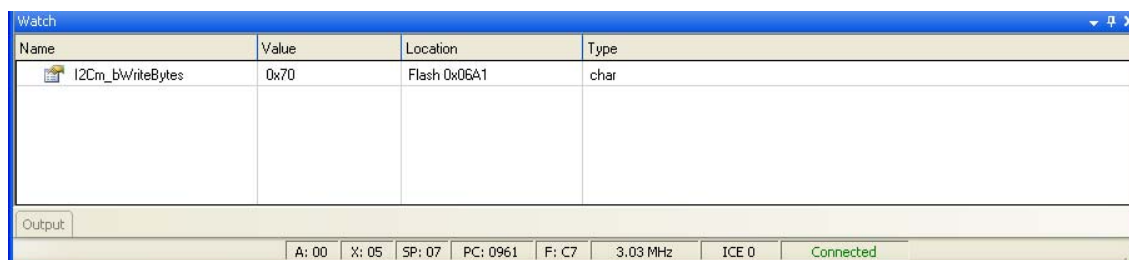 Watch
Name Value Location Type
I2Cm_bWriteBytes 0x70 Flash 0x06A1 char
Output
A: 00 X: 05 SP: 07 PC: 0961 F: C7 3.03 MHz ICE 0 Connected